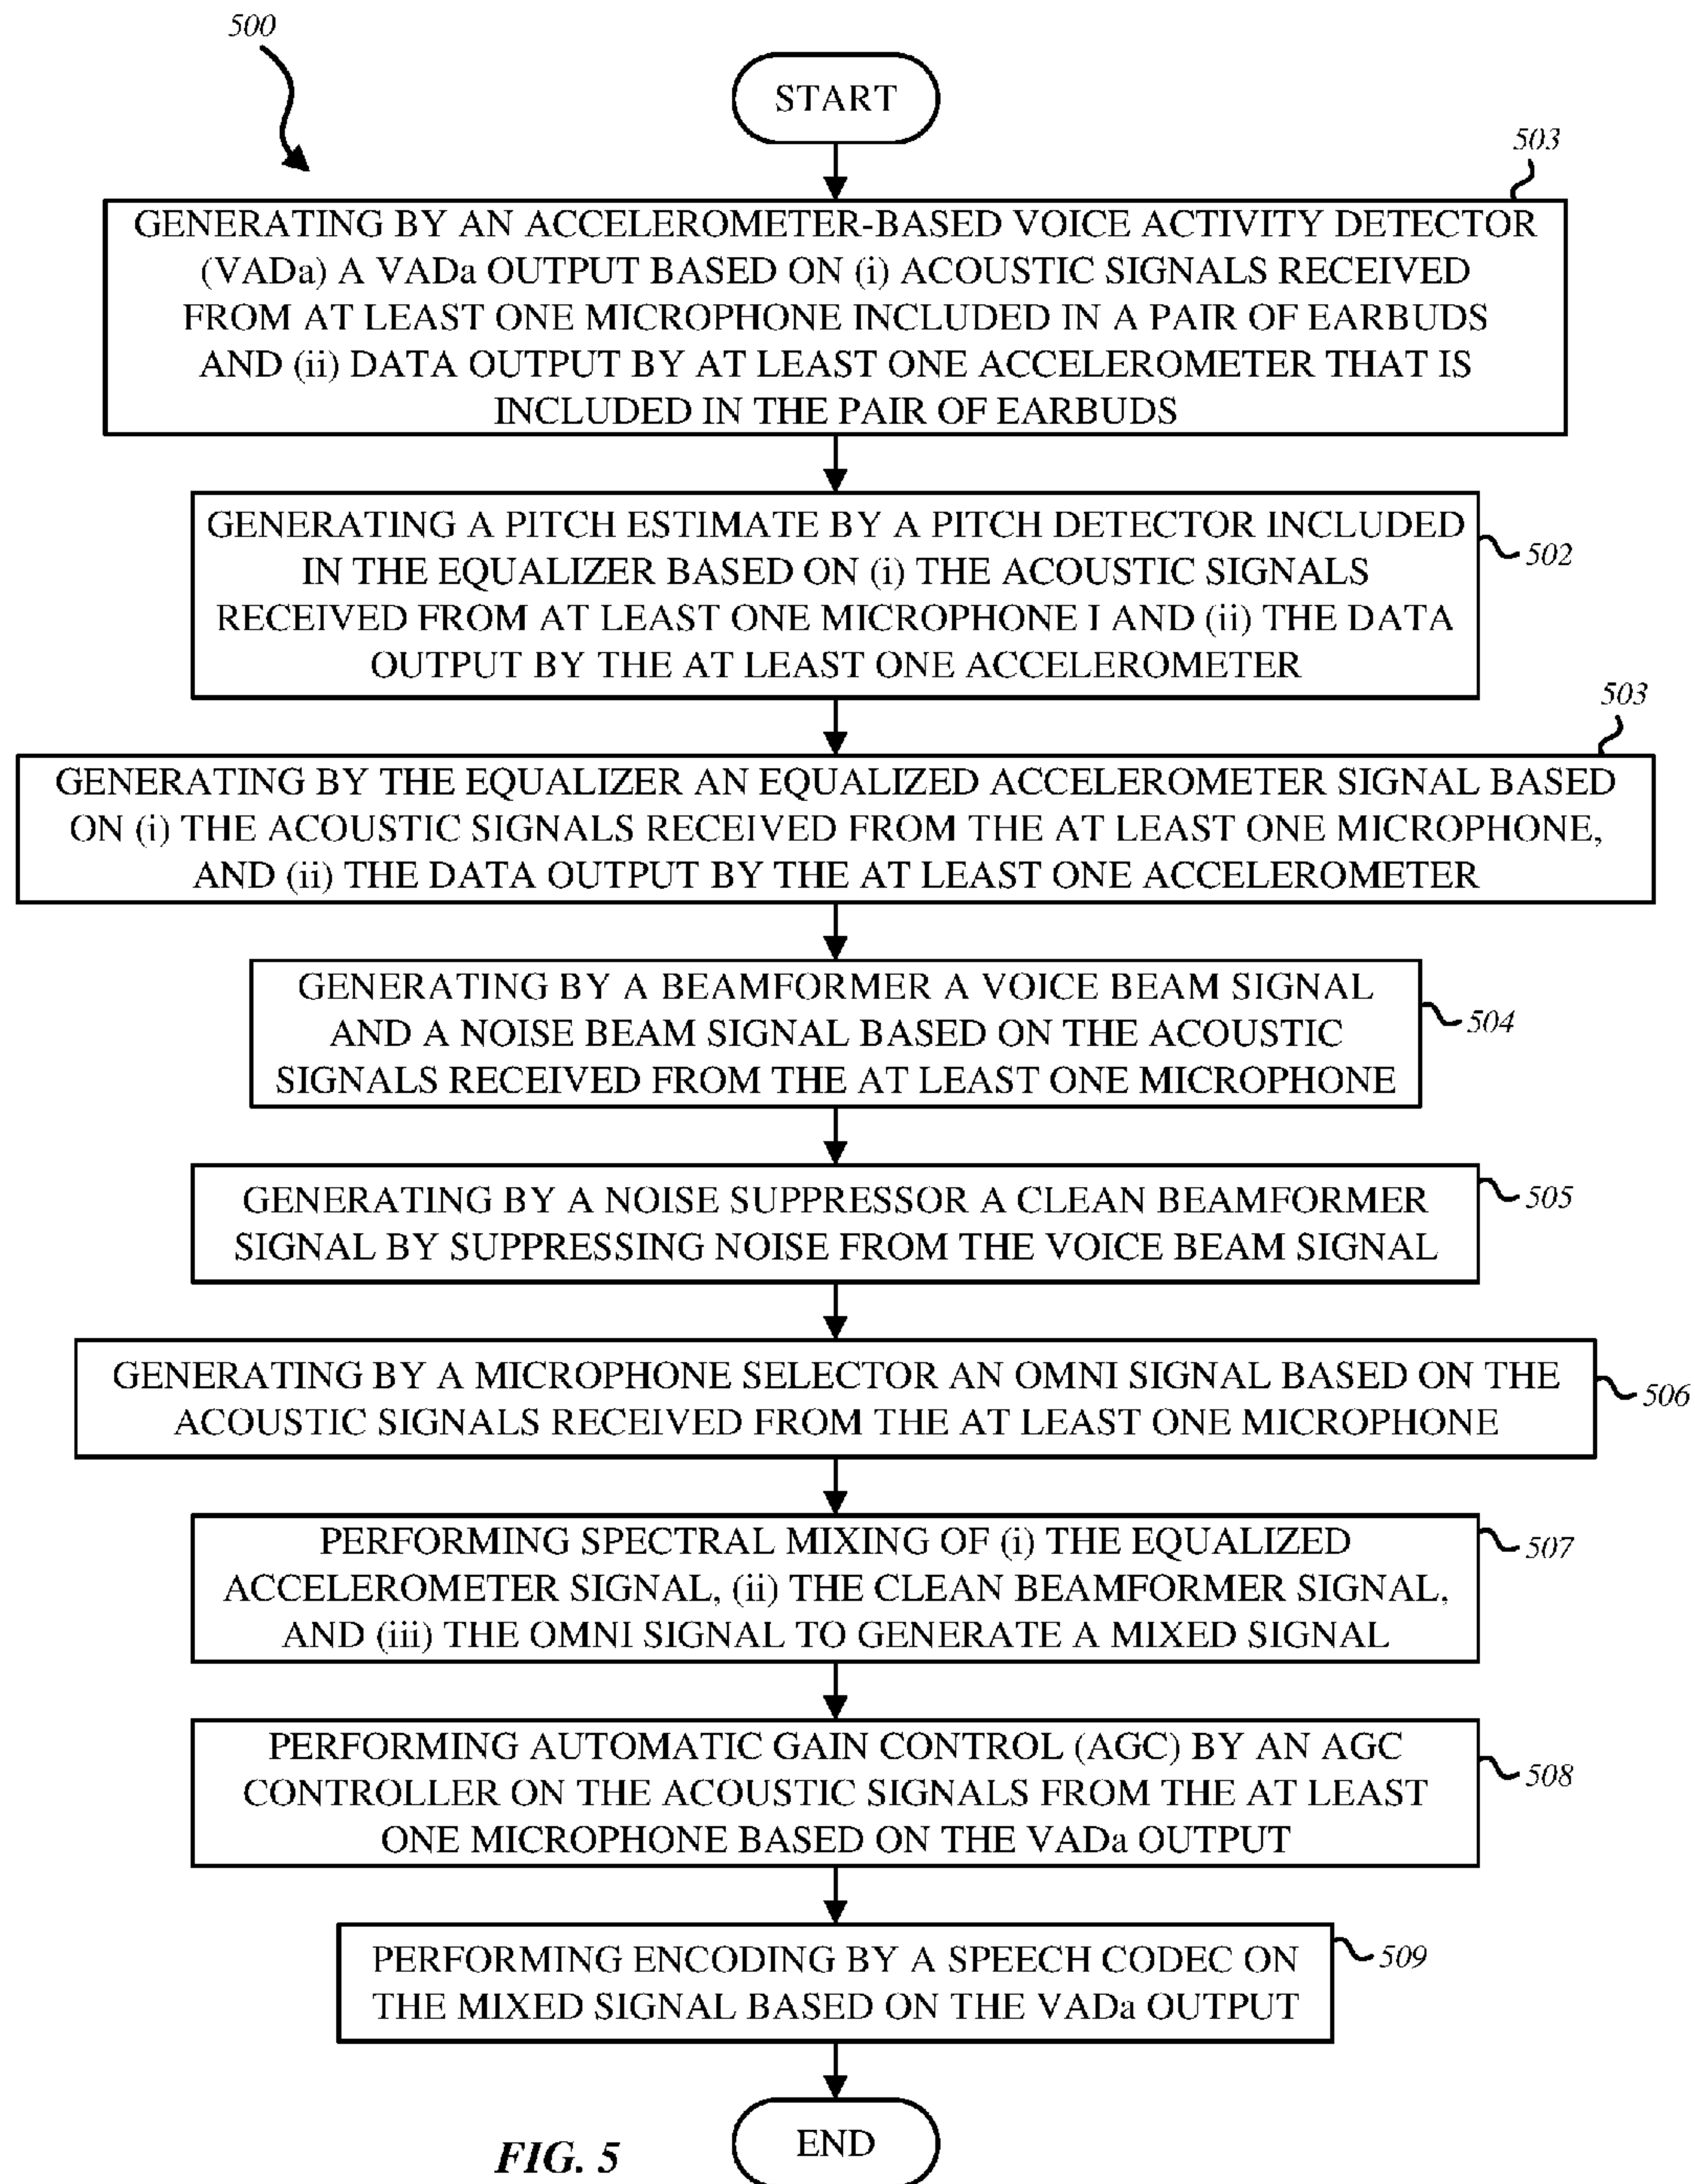 500
START
503
GENERATING BY AN ACCELEROMETER-BASED VOICE ACTIVITY DETECTOR
(VADa) A VADa OUTPUT BASED ON (i) ACOUSTIC SIGNALS RECEIVED
FROM AT LEAST ONE MICROPHONE INCLUDED IN A PAIR OF EARBUDS
AND (ii) DATA OUTPUT BY AT LEAST ONE ACCELEROMETER THAT IS
INCLUDED IN THE PAIR OF EARBUDS
GENERATING A PITCH ESTIMATE BY A PITCH DETECTOR INCLUDED
IN THE EQUALIZER BASED ON (i) THE ACOUSTIC SIGNALS
RECEIVED FROM AT LEAST ONE MICROPHONE I AND (ii) THE DATA
OUTPUT BY THE AT LEAST ONE ACCELEROMETER
502
503
GENERATING BY THE EQUALIZER AN EQUALIZED ACCELEROMETER SIGNAL BASED
ON (i) THE ACOUSTIC SIGNALS RECEIVED FROM THE AT LEAST ONE MICROPHONE,
AND (ii) THE DATA OUTPUT BY THE AT LEAST ONE ACCELEROMETER
GENERATING BY A BEAMFORMER A VOICE BEAM SIGNAL
AND A NOISE BEAM SIGNAL BASED ON THE ACOUSTIC
SIGNALS RECEIVED FROM THE AT LEAST ONE MICROPHONE
504
GENERATING BY A NOISE SUPPRESSOR A CLEAN BEAMFORMER
SIGNAL BY SUPPRESSING NOISE FROM THE VOICE BEAM SIGNAL
505
GENERATING BY A MICROPHONE SELECTOR AN OMNI SIGNAL BASED ON THE
ACOUSTIC SIGNALS RECEIVED FROM THE AT LEAST ONE MICROPHONE
506
PERFORMING SPECTRAL MIXING OF (i) THE EQUALIZED
ACCELEROMETER SIGNAL, (ii) THE CLEAN BEAMFORMER SIGNAL,
AND (iii) THE OMNI SIGNAL TO GENERATE A MIXED SIGNAL
507
PERFORMING AUTOMATIC GAIN CONTROL (AGC) BY AN AGC
CONTROLLER ON THE ACOUSTIC SIGNALS FROM THE AT LEAST
ONE MICROPHONE BASED ON THE VADa OUTPUT
508
PERFORMING ENCODING BY A SPEECH CODEC ON
THE MIXED SIGNAL BASED ON THE VADa OUTPUT
509
END
FIG. 5